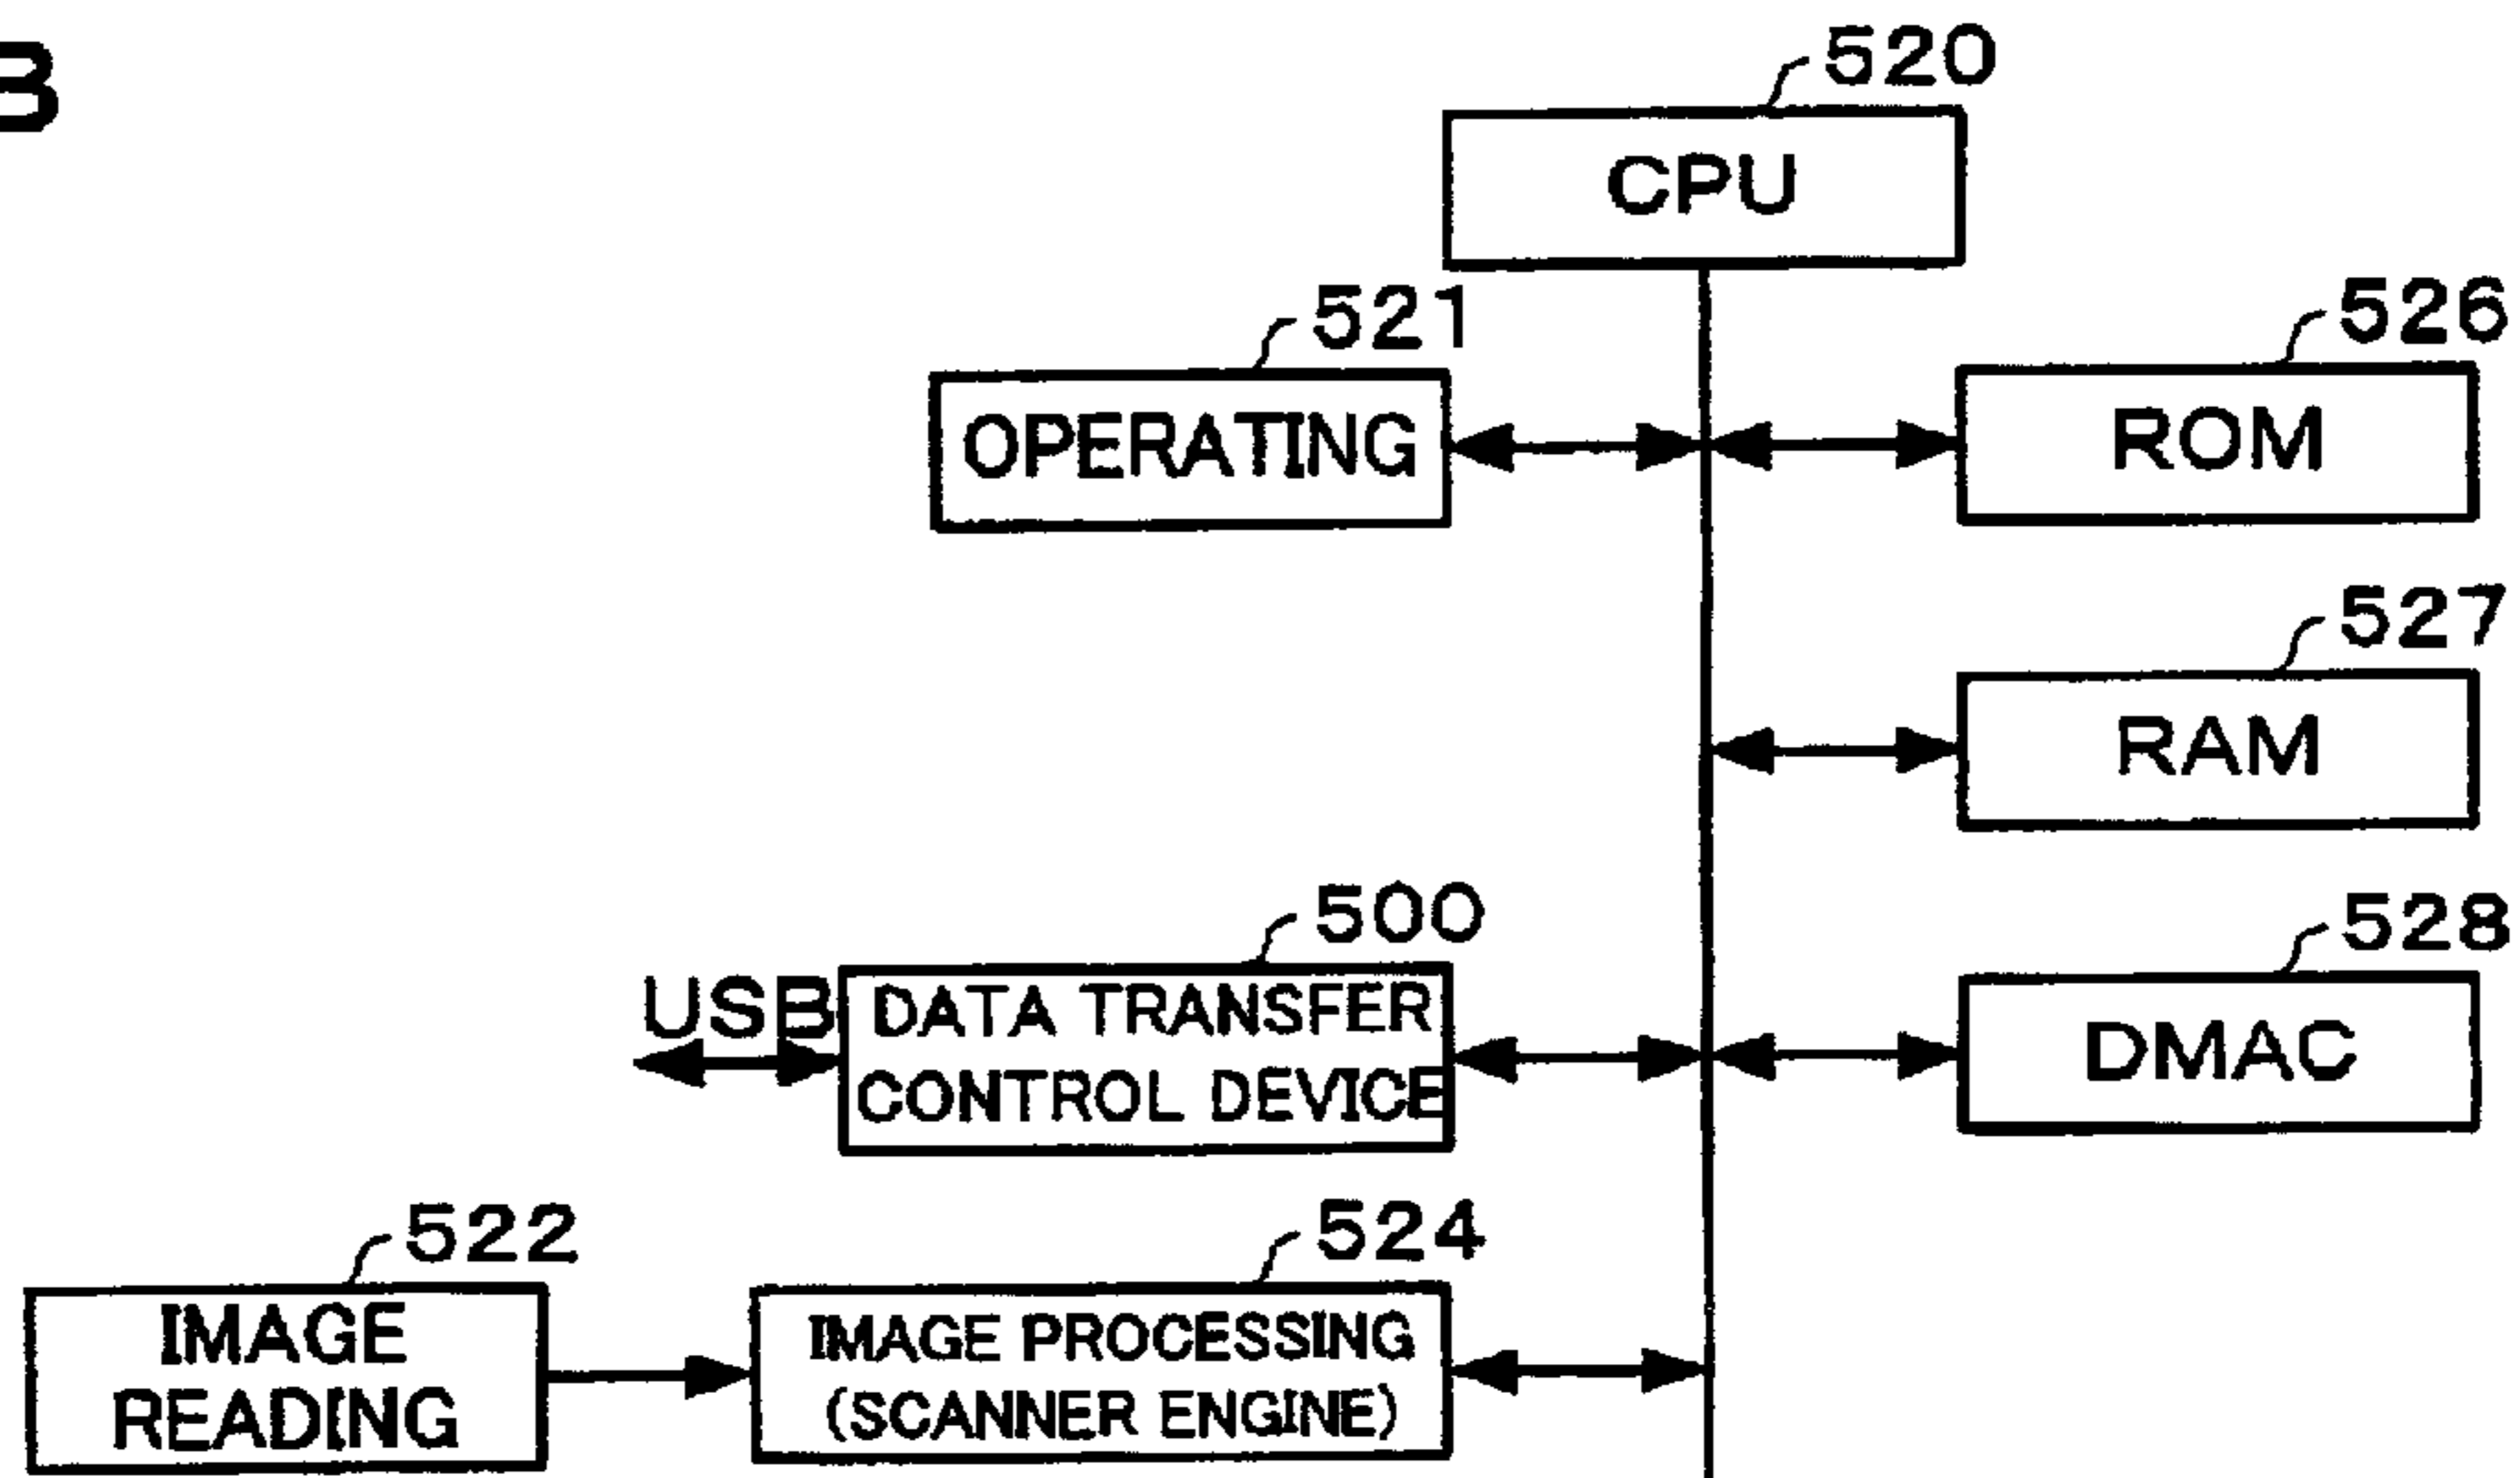 B
520
CPU
521
OPERATING
526
ROM
527
RAM
500
USB
DATA TRANSFER
CONTROL DEVICE
528
DMAC
522
IMAGE
READING
524
IMAGE PROCESSING
(SCANNER ENGINE)